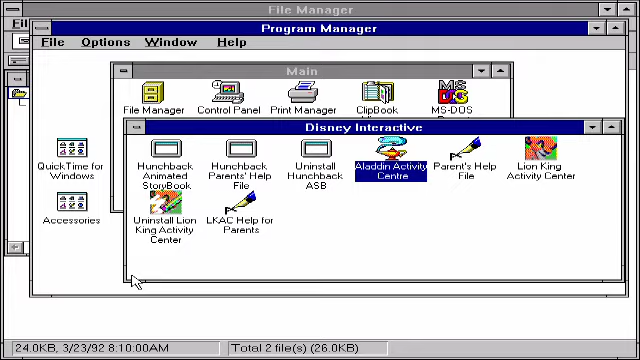 File Manager
Fil
Program Manager
File Options Window Help
Main
File Manager
Control Panel
Print Manager
ClipBook
MS-DOS
Disney Interactive
QuickTime for
Windows
Accessories
Hunchback
Animated
StoryBook
Hunchback
Parents' Help
File
Uninstall
Hunchback
ASB
Aladdin Activity
Centre
Parent's Help
File
Lion King
Activity Center
Uninstall Lion
King Activity
Center
LKAC Help for
Parents
24.0KB, 3/23/92 8:10:00AM
Total 2 file(s) (26.0KB)